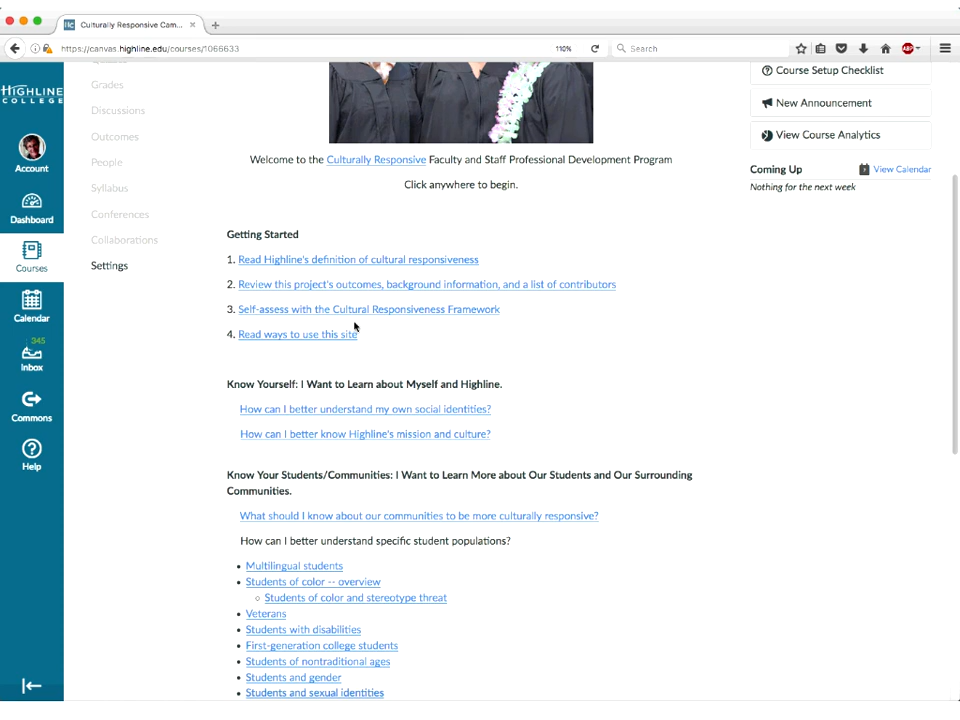 Culturally Responsive Cam...
https://canvas.highline.edu/courses/1066633
110%
Search
ABP
HIGHLINE
COLLEGE
Account
Dashboard
Courses
Calendar
345
Inbox
Commons
Help
Grades
Discussions
Outcomes
People
Syllabus
Conferences
Collaborations
Settings
Welcome to the Culturally Responsive Faculty and Staff Professional Development Program
Click anywhere to begin.
Getting Started
1. Read Highline's definition of cultural responsiveness
2. Review this project's outcomes, background information, and a list of contributors
3. Self-assess with the Cultural Responsiveness Framework
4. Read ways to use this site
Know Yourself: I Want to Learn about Myself and Highline.
How can I better understand my own social identities?
How can I better know Highline's mission and culture?
Know Your Students/Communities: I Want to Learn More about Our Students and Our Surrounding
Communities.
What should I know about our communities to be more culturally responsive?
How can I better understand specific student populations?
• Multilingual students
• Students of color -- overview
○ Students of color and stereotype threat
• Veterans
• Students with disabilities
• First-generation college students
• Students of nontraditional ages
• Students and gender
• Students and sexual identities
Course Setup Checklist
New Announcement
View Course Analytics
Coming Up
View Calendar
Nothing for the next week